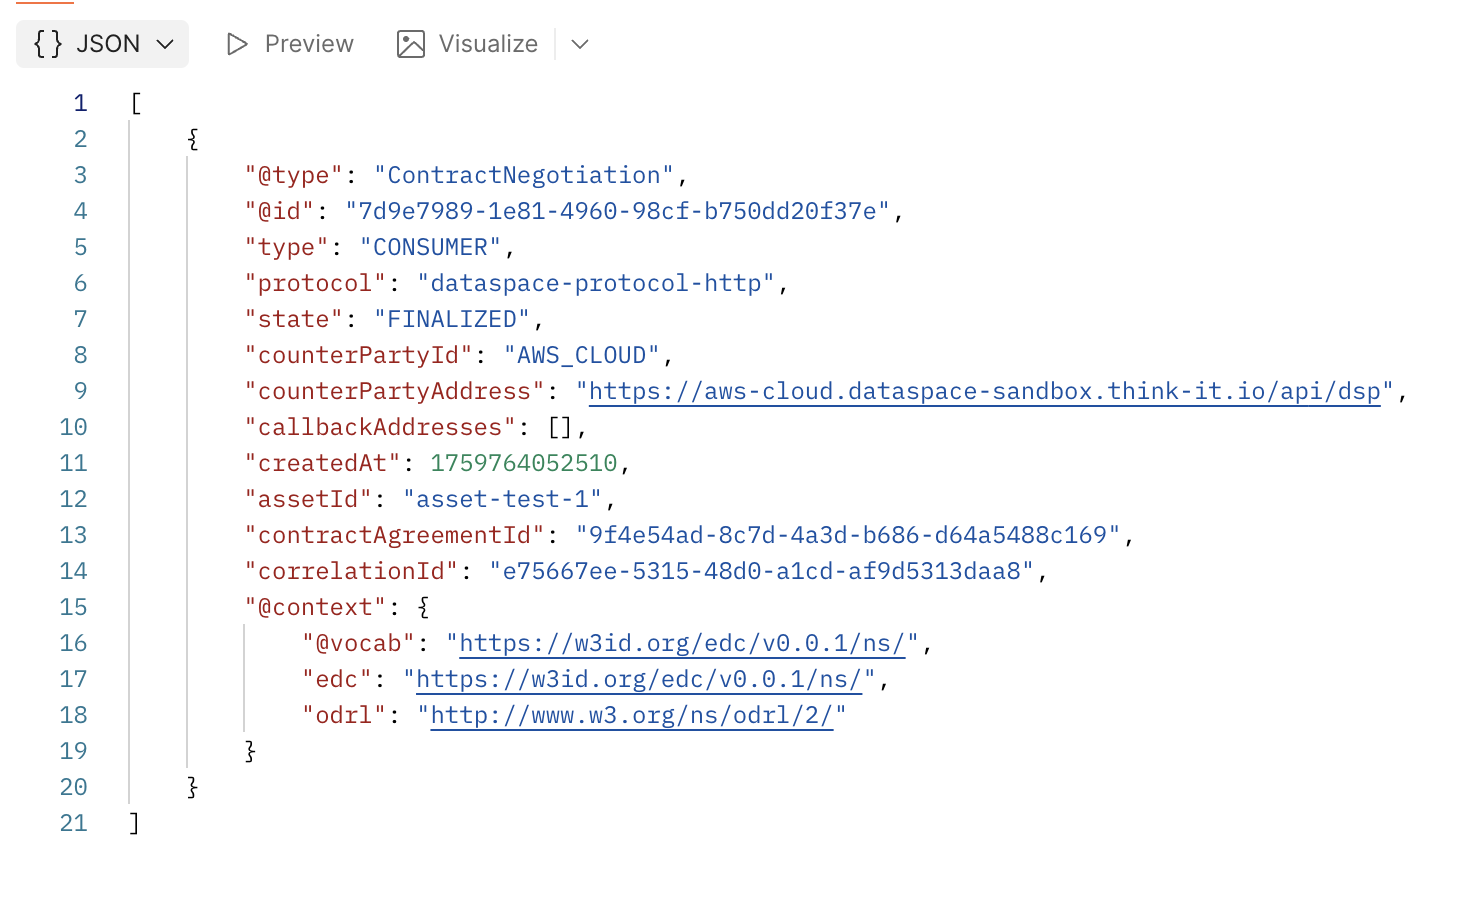 {} JSON Preview Visualize
1 [
2 {
3 "@type": "ContractNegotiation",
4 "@id": "7d9e7989-1e81-4960-98cf-b750dd20f37e",
5 "type": "CONSUMER",
6 "protocol": "dataspace-protocol-http",
7 "state": "FINALIZED",
8 "counterPartyId": "AWS_CLOUD",
9 "counterPartyAddress": "https://aws-cloud.dataspace-sandbox.think-it.io/api/dsp",
10 "callbackAddresses": [],
11 "createdAt": 1759764052510,
12 "assetId": "asset-test-1",
13 "contractAgreementId": "9f4e54ad-8c7d-4a3d-b686-d64a5488c169",
14 "correlationId": "e75667ee-5315-48d0-a1cd-af9d5313daa8",
15 "@context": {
16 "@vocab": "https://w3id.org/edc/v0.0.1/ns/",
17 "edc": "https://w3id.org/edc/v0.0.1/ns/",
18 "odrl": "http://www.w3.org/ns/odrl/2/"
19 }
20 }
21 ]